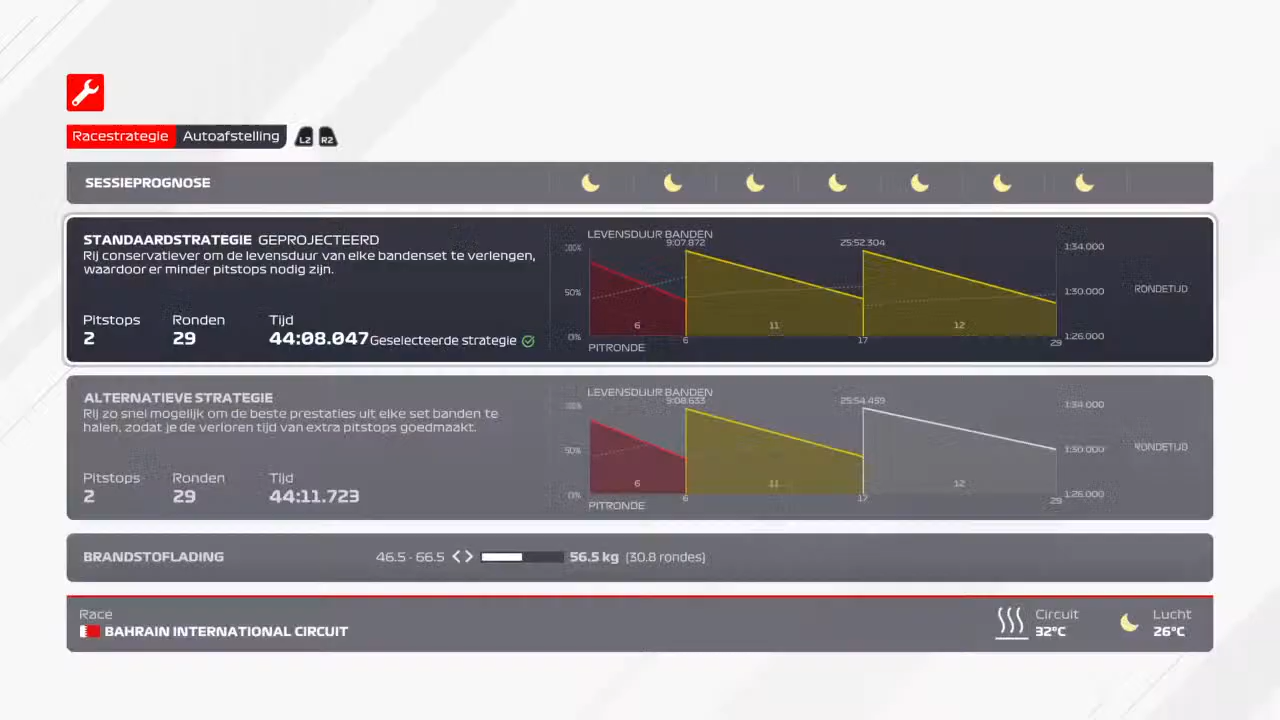 Racestrategie Autoafstelling L2 R2
SESSIEPROGNOSE
STANDAARDSTRATEGIE GEPROJECTEERD
Rij conservatiever om de levensduur van elke bandenset te verlengen,
waardoor er minder pitstops nodig zijn.
Pitstops Ronden Tijd
2 29 44:08.047 Geselecteerde strategie
LEVENSDUUR BANDEN
9:07.872 25:52.304
100% 1:34.000
50% 1:30.000 RONDETIJD
6 11 12
0% 6 17 29 1:26.000
PITRONDE
ALTERNATIEVE STRATEGIE
Rij zo snel mogelijk om de beste prestaties uit elke set banden te
halen, zodat je de verloren tijd van extra pitstops goedmaakt.
Pitstops Ronden Tijd
2 29 44:11.723
LEVENSDUUR BANDEN
9:08.633 25:54.459
100% 1:34.000
50% 1:30.000 RONDETIJD
6 11 12
0% 6 17 29 1:26.000
PITRONDE
BRANDSTOFLADING 46.5 - 66.5 56.5 kg (30.8 rondes)
Race
BAHRAIN INTERNATIONAL CIRCUIT
Circuit Lucht
32°C 26°C